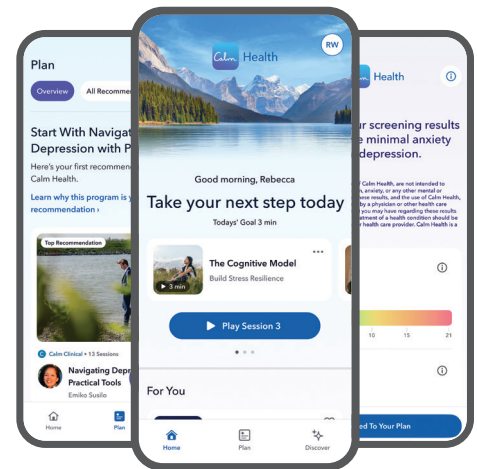 Plan
Overview
All Recomme
Start With Navigat
Depression with P
Here's your first recommen
Calm Health.
Learn why this program is y
recommendation ›
Top Recommendation
Calm Clinical • 13 Sessions
Navigating Depr
Practical Tools
Emiko Susilo
Home
Plan
Calm Health
RW
Good morning, Rebecca
Take your next step today
Todays' Goal 3 min
3 min
The Cognitive Model
Build Stress Resilience
Play Session 3
For You
Home
Plan
Discover
Health
ur screening results
e minimal anxiety
depression.
f Calm Health, are not intended to
n, anxiety, or any other mental or
hese results, and the use of Calm Health,
by a physician or other health care
you may have regarding these results
atment of a health condition should be
r health care provider. Calm Health is a
10
15
21
ed To Your Plan